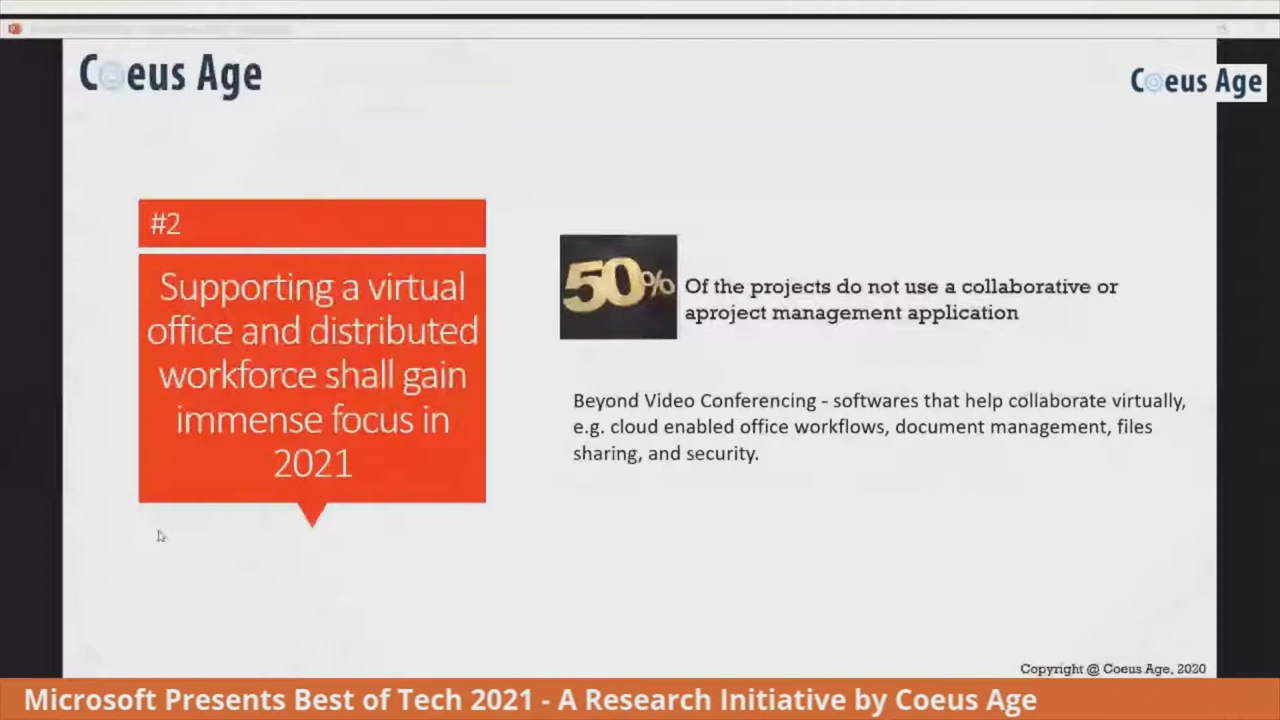 Coeus Age
Coeus Age
#2
Supporting a virtual
office and distributed
workforce shall gain
immense focus in
2021
50%
Of the projects do not use a collaborative or
aproject management application
Beyond Video Conferencing - softwares that help collaborate virtually,
e.g. cloud enabled office workflows, document management, files
sharing, and security.
Copyright @ Coeus Age, 2020
Microsoft Presents Best of Tech 2021 - A Research Initiative by Coeus Age